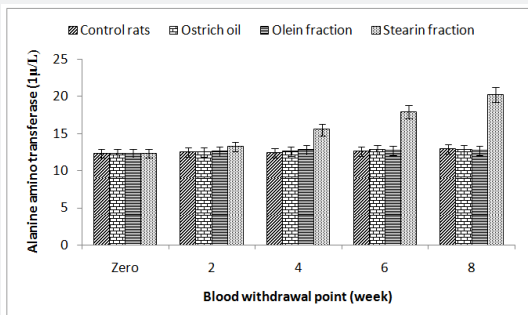 Control rats Ostrich oil Olein fraction Stearin fraction
Alanine amino transferase (1μ/L)
25
20
15
10
5
0
Zero 2 4 6 8
Blood withdrawal point (week)